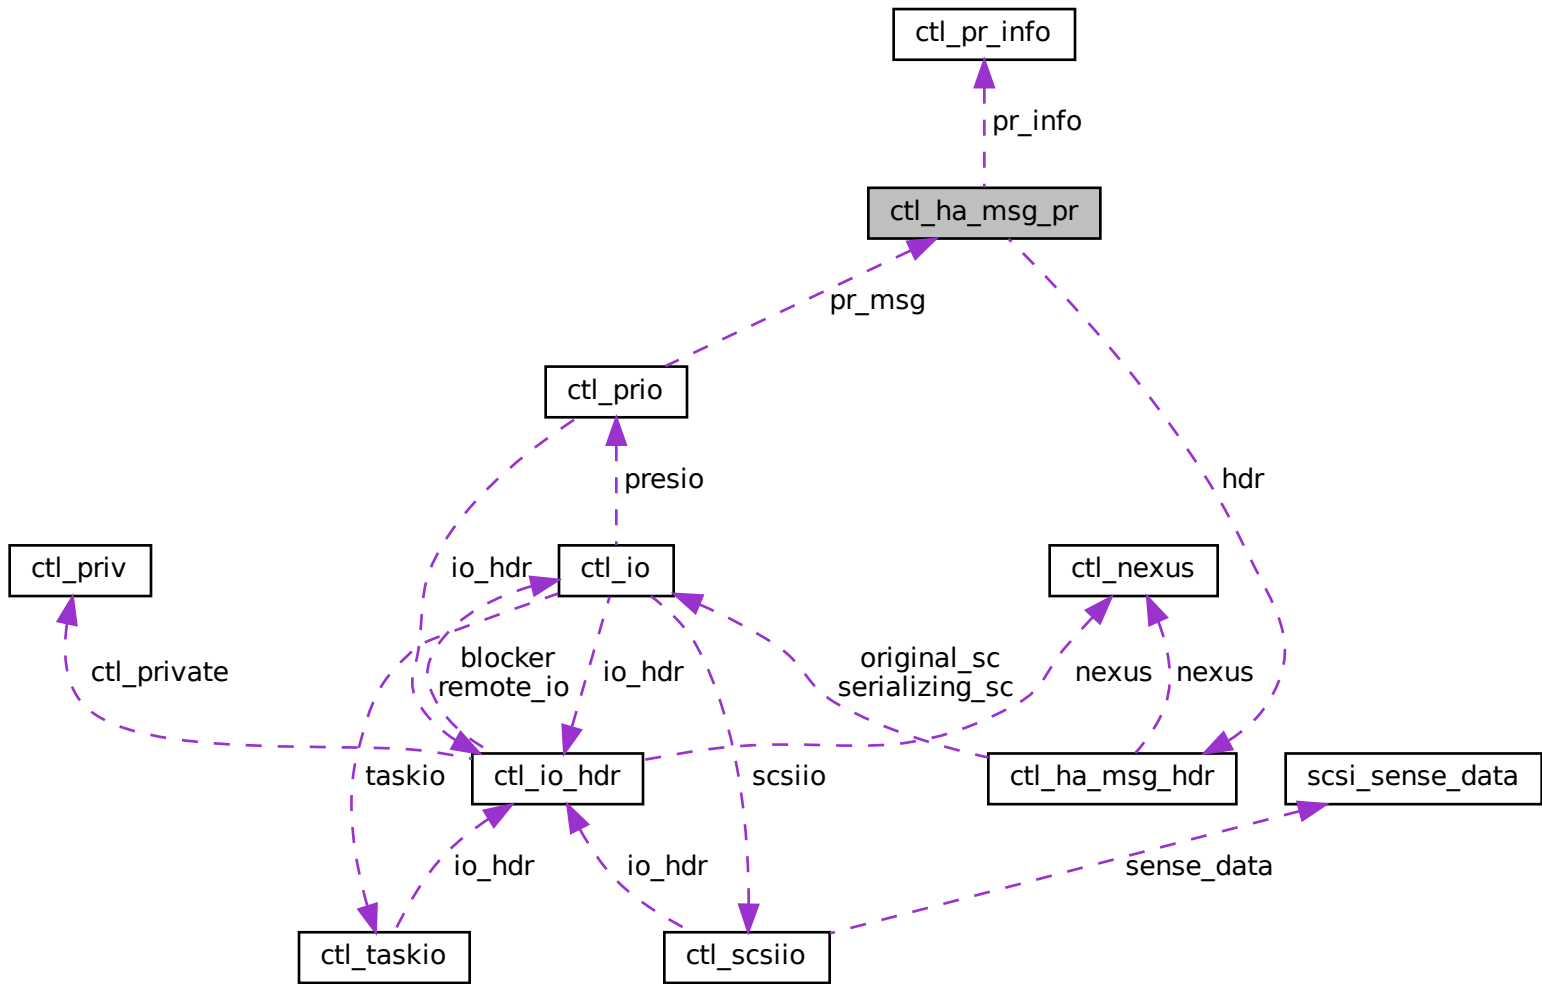 ctl_pr_info
pr_info
ctl_ha_msg_pr
pr_msg
ctl_prio
presio
hdr
ctl_priv
io_hdr
ctl_io
ctl_nexus
ctl_private
blocker
remote_io
io_hdr
original_sc
serializing_sc
nexus
nexus
taskio
ctl_io_hdr
scsiio
ctl_ha_msg_hdr
scsi_sense_data
io_hdr
io_hdr
sense_data
ctl_taskio
ctl_scsiio